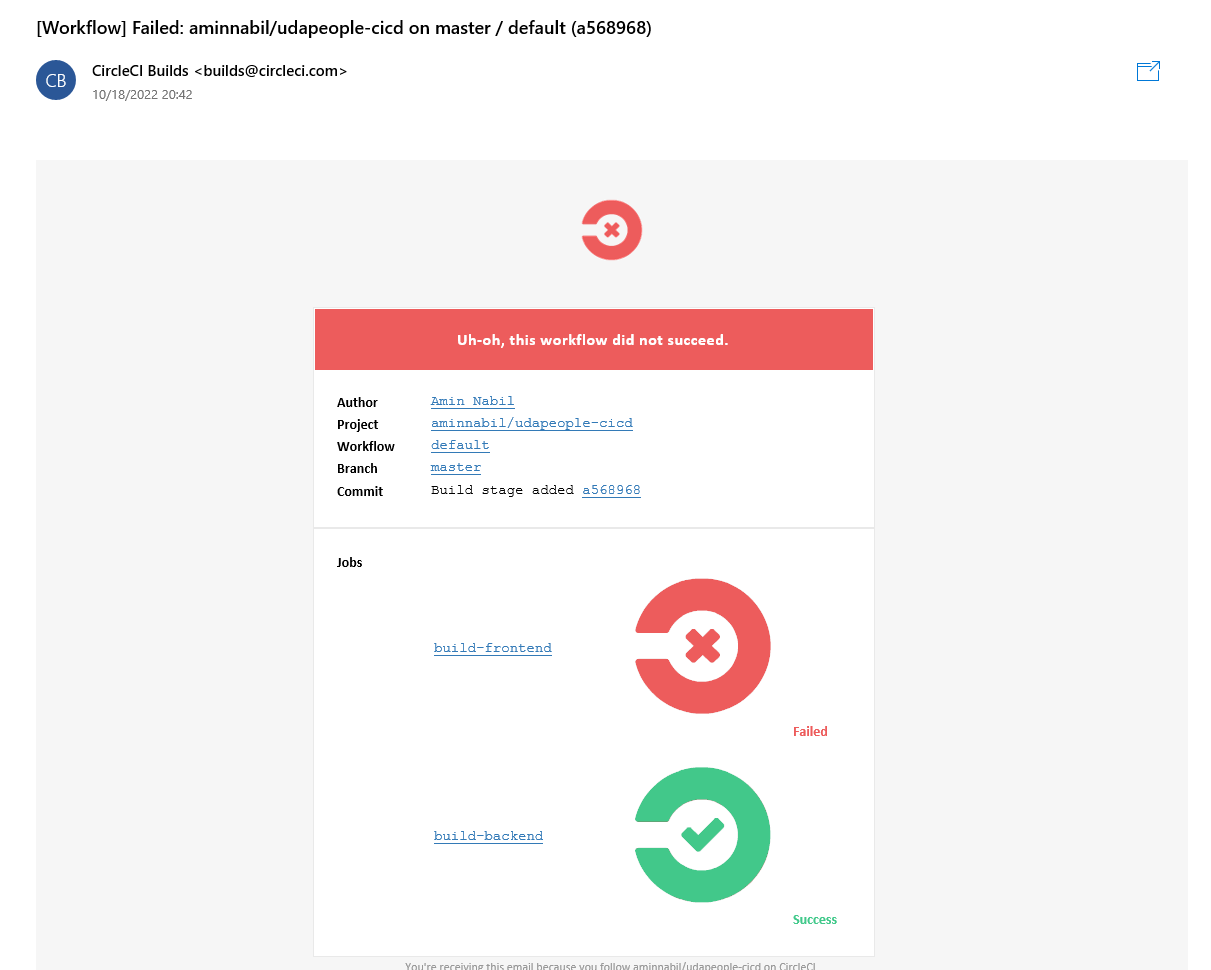 [Workflow] Failed: aminnabil/udapeople-cicd on master / default (a568968)
CB
CircleCI Builds <builds@circleci.com>
10/18/2022 20:42
Uh-oh, this workflow did not succeed.
Author Amin Nabil
Project aminnabil/udapeople-cicd
Workflow default
Branch master
Commit Build stage added a568968
Jobs
build-frontend
Failed
build-backend
Success
You're receiving this email because you follow aminnabil/udapeople-cicd on CircleCI